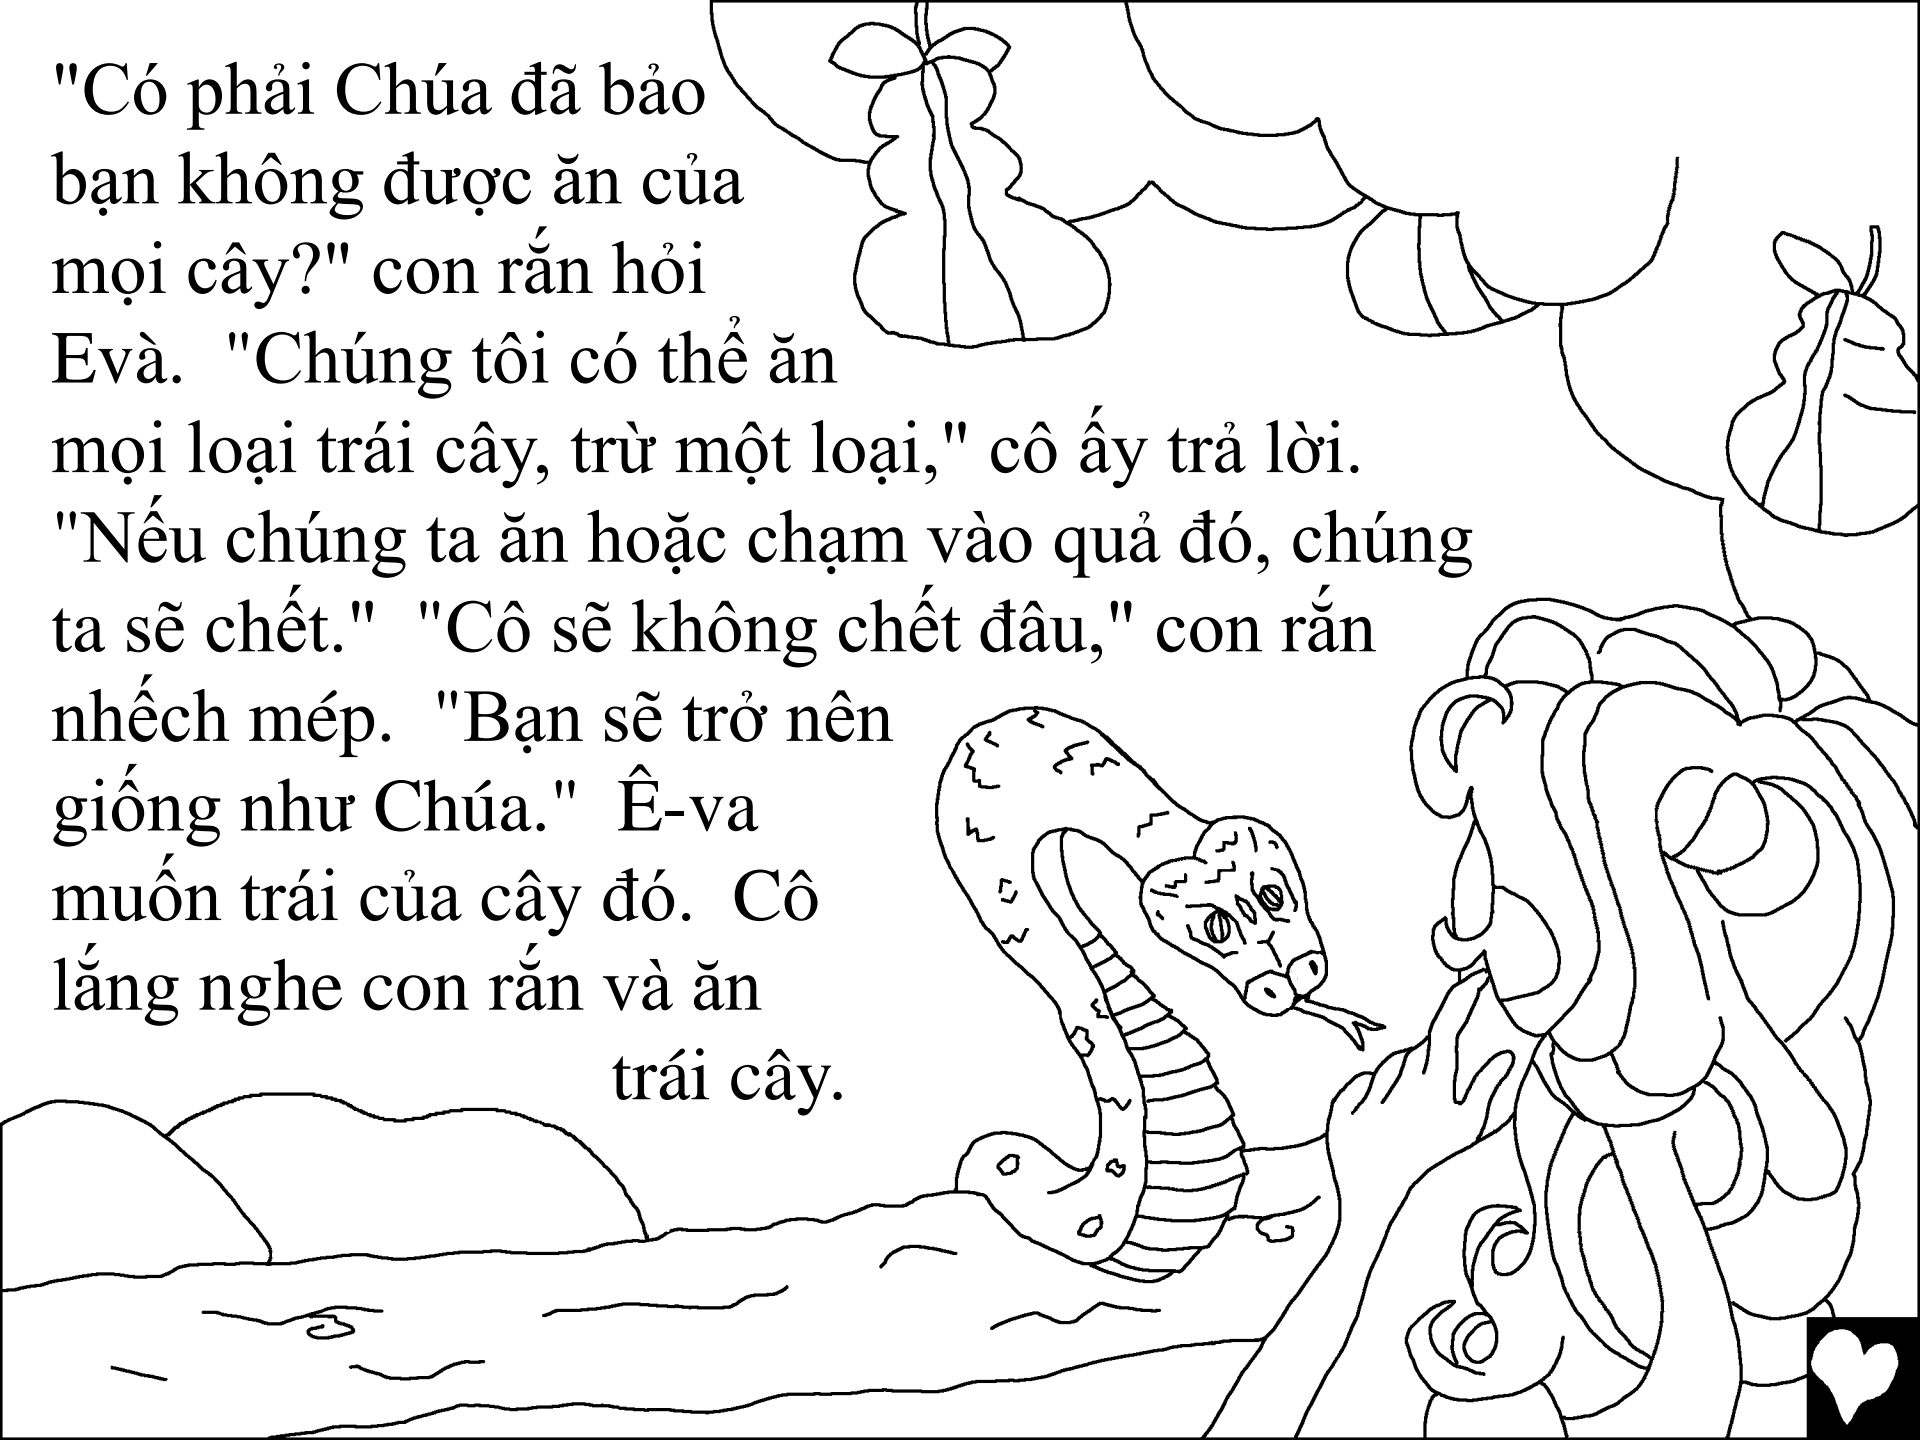 "Có phải Chúa đã bảo
bạn không được ăn của
mọi cây?" con rắn hỏi
Evà.  "Chúng tôi có thể ăn
mọi loại trái cây, trừ một loại," cô ấy trả lời.
"Nếu chúng ta ăn hoặc chạm vào quả đó, chúng
ta sẽ chết."  "Cô sẽ không chết đâu," con rắn
nhếch mép.  "Bạn sẽ trở nên
giống như Chúa."  Ê-va
muốn trái của cây đó.  Cô
lắng nghe con rắn và ăn
trái cây.